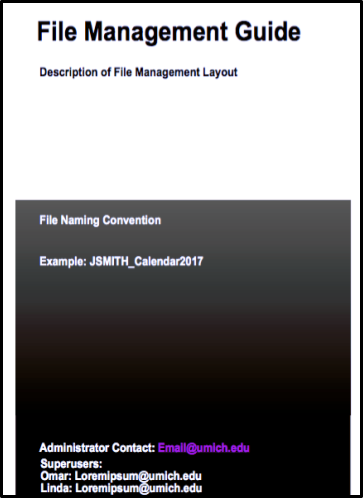 File Management Guide
Description of File Management Layout
File Naming Convention
Example: JSMITH_Calendar2017
Administrator Contact: Email@umich.edu
Superusers:
Omar: Loremipsum@umich.edu
Linda: Loremipsum@umich.edu